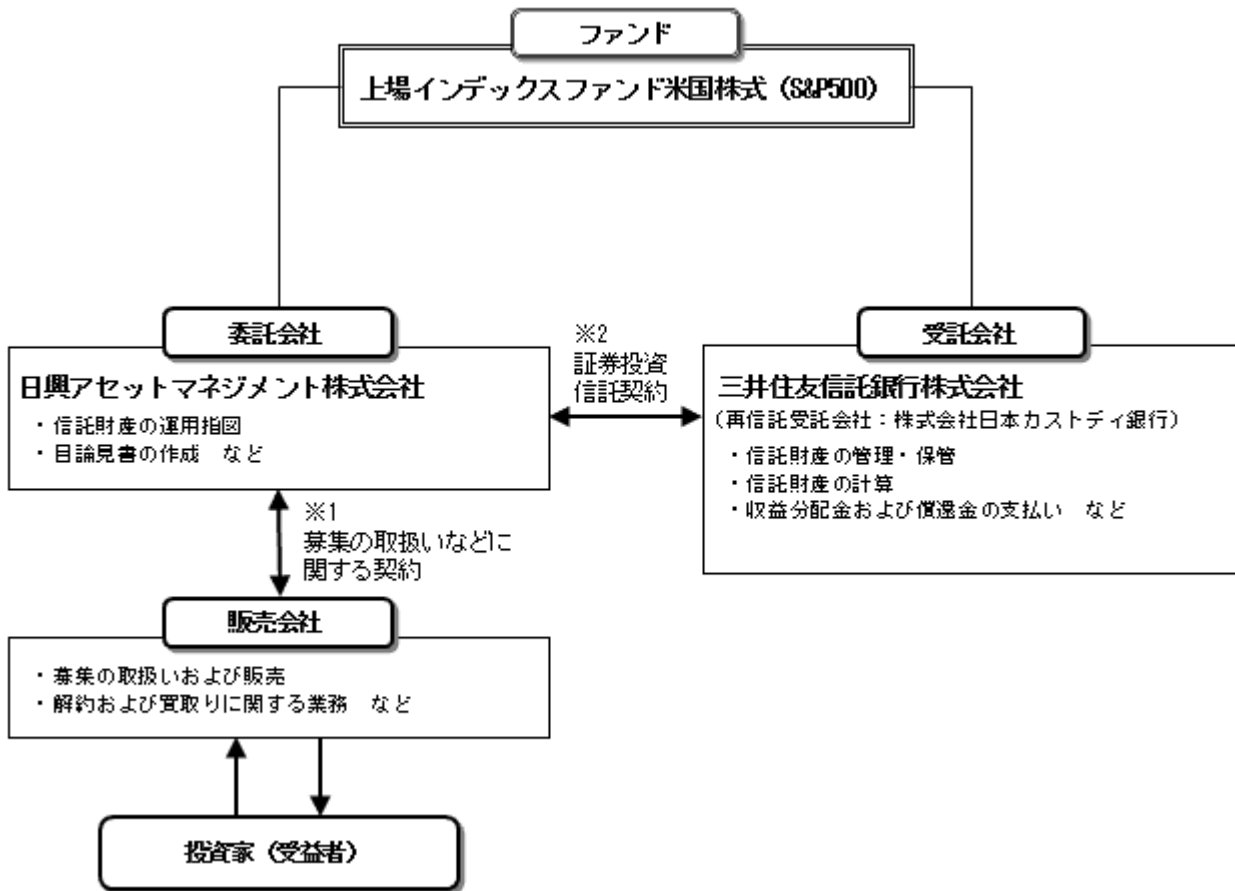 ファンド
上場インデックスファンド米国株式（S&P500）
委託会社
日興アセットマネジメント株式会社
・信託財産の運用指図
・目論見書の作成　など
※2
証券投資
信託契約
受託会社
三井住友信託銀行株式会社
（再信託受託会社：株式会社日本カストディ銀行）
・信託財産の管理・保管
・信託財産の計算
・収益分配金および償還金の支払い　など
※1
募集の取扱いなどに
関する契約
販売会社
・募集の取扱いおよび販売
・解約および買取りに関する業務　など
投資家（受益者）